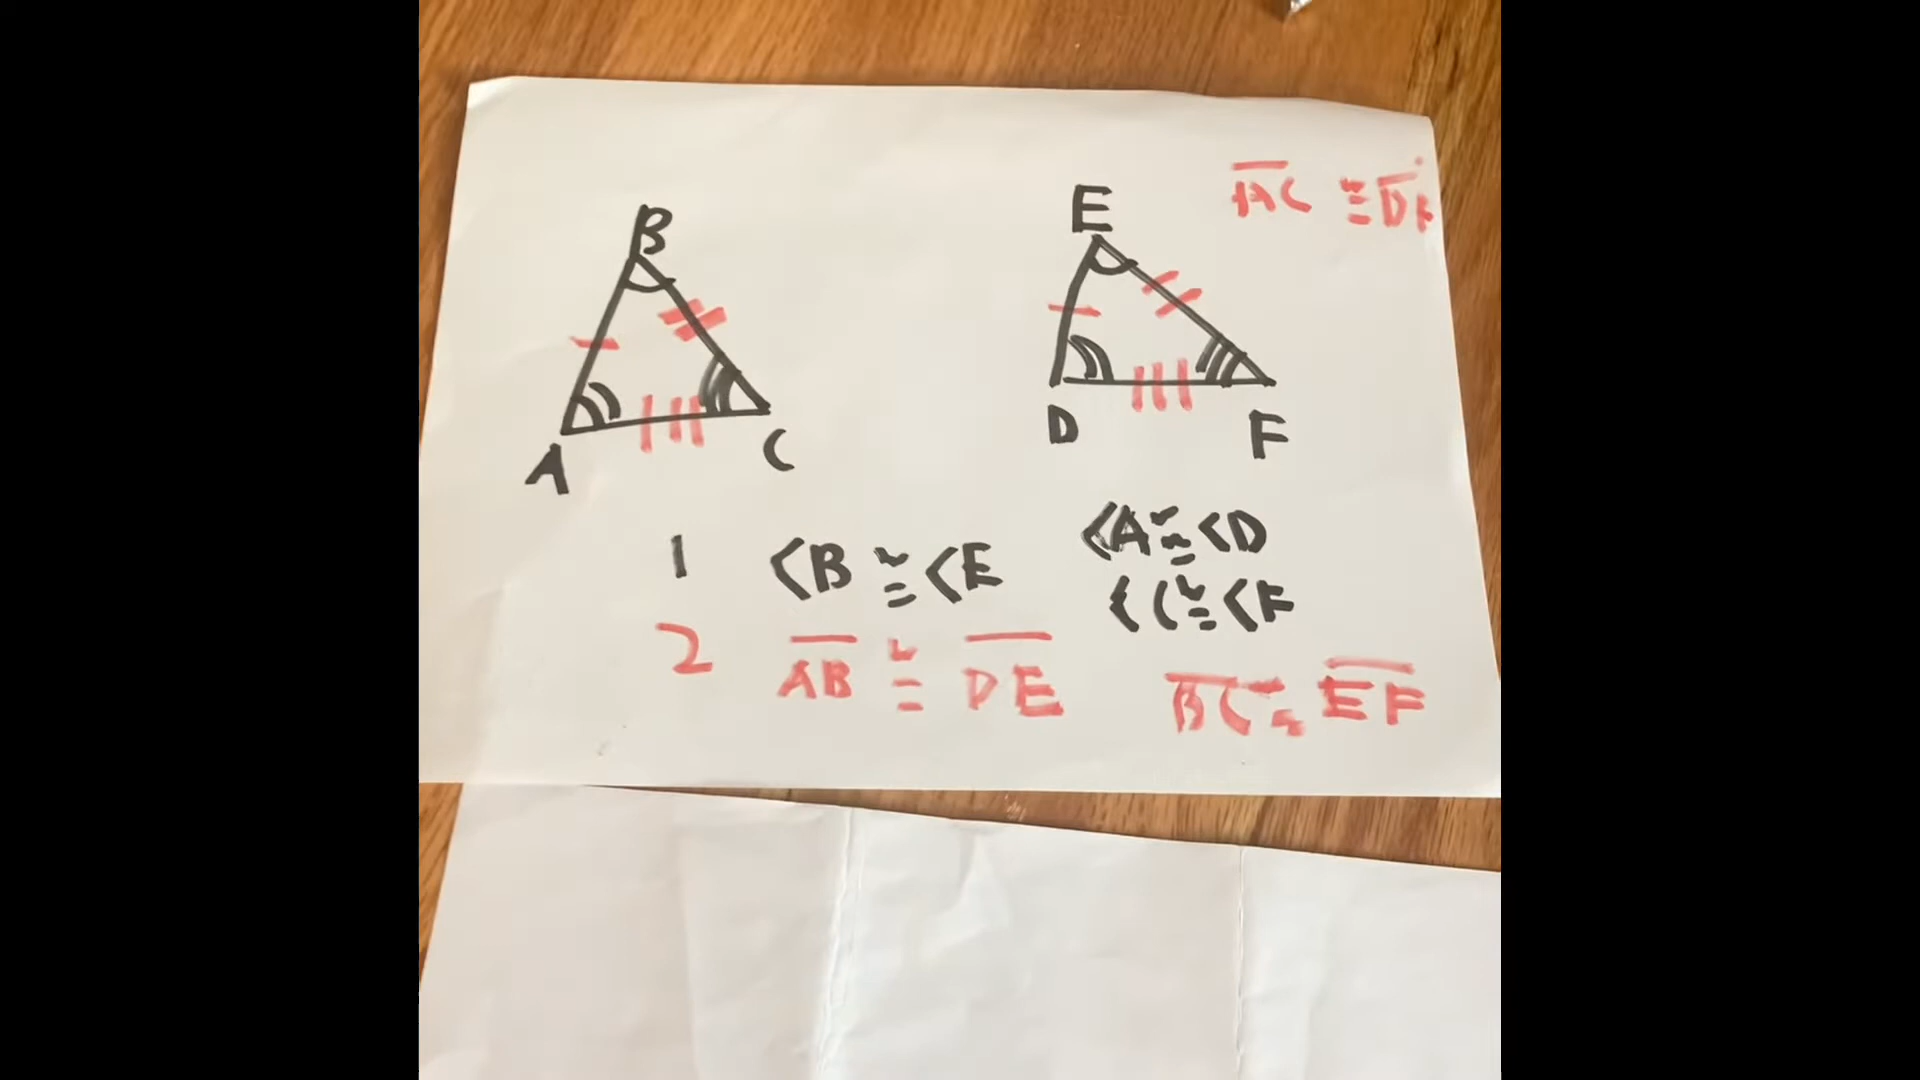 AC ≅ DF
B
E
A
C
D
F
<A ≅ <D
1 <B ≅ <E
<C ≅ <F
2 AB ≅ DE
BC ≅ EF